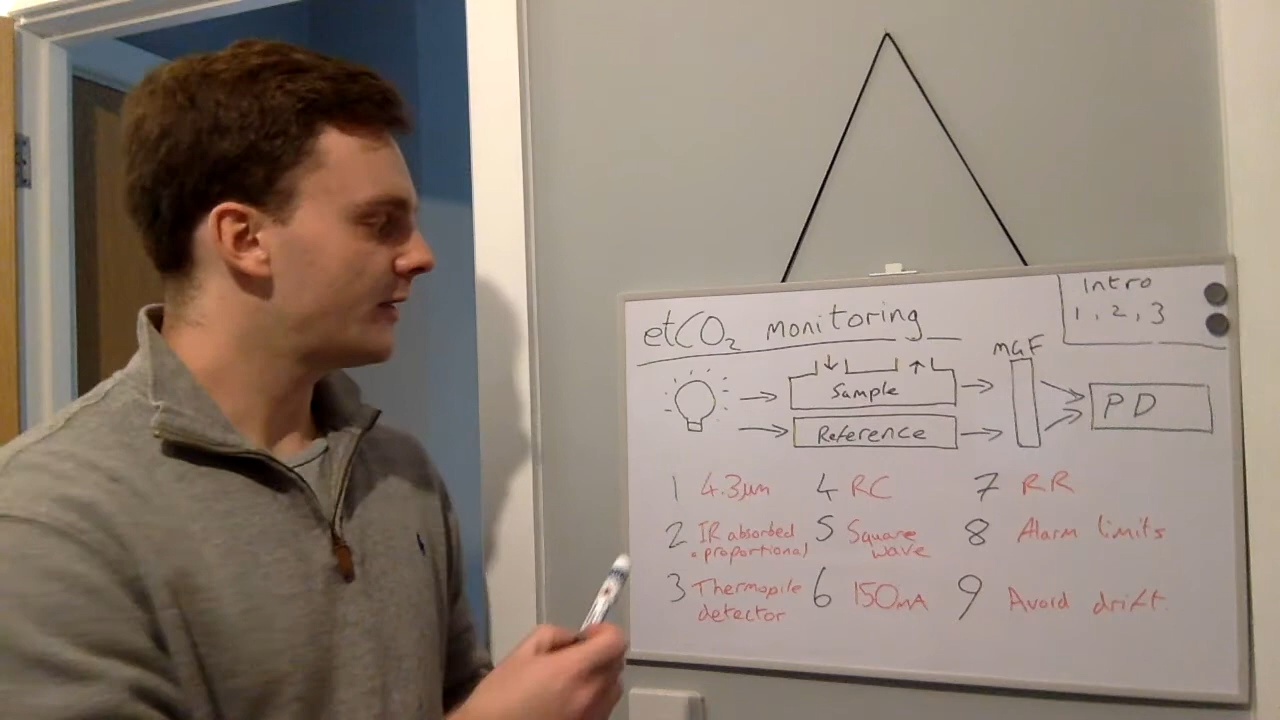 etCO₂ monitoring
Intro
1, 2, 3
MGF
Sample
Reference
PD
1 4.3μm
2 IR absorbed
∝ proportional
3 Thermopile
detector
4 RC
5 Square
wave
6 150mA
7 RR
8 Alarm limits
9 Avoid drift